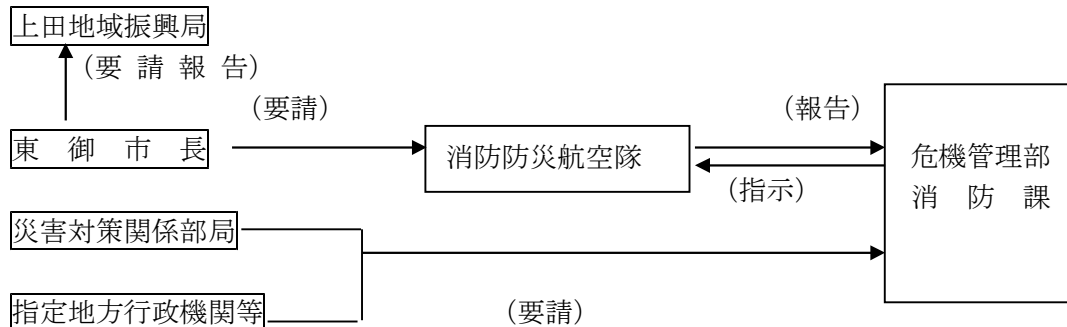 上田地域振興局
(要 請 報 告)
(要請)
(報告)
東 御 市 長
消防防災航空隊
危機管理部
消 防 課
(指示)
災害対策関係部局
指定地方行政機関等
(要請)